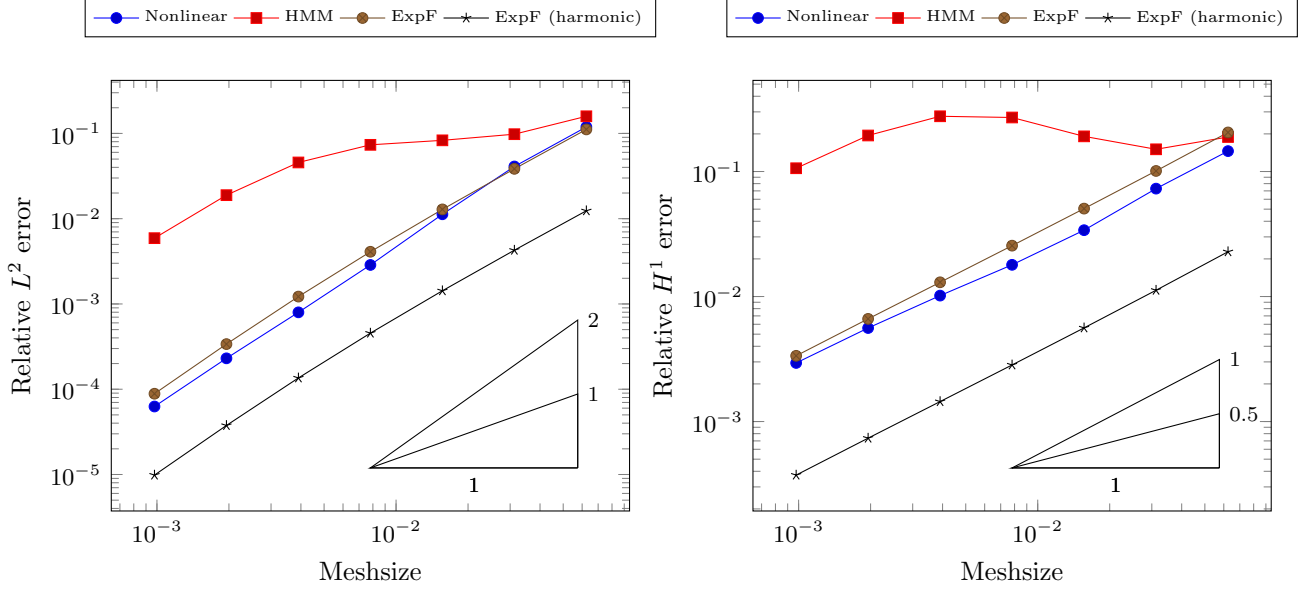 Nonlinear HMM ExpF ExpF (harmonic)
Relative L² error
10⁻¹
10⁻²
10⁻³
10⁻⁴
10⁻⁵
2
1
1
10⁻³ 10⁻²
Meshsize
Nonlinear HMM ExpF ExpF (harmonic)
Relative H¹ error
10⁻¹
10⁻²
10⁻³
1
0.5
1
10⁻³ 10⁻²
Meshsize